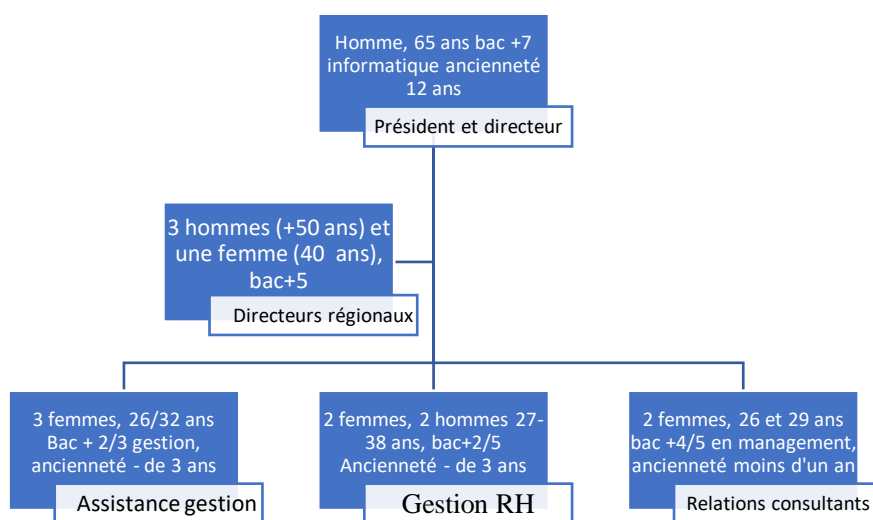 Homme, 65 ans bac +7
informatique ancienneté
12 ans
Président et directeur
3 hommes (+50 ans) et
une femme (40 ans),
bac+5
Directeurs régionaux
3 femmes, 26/32 ans
Bac + 2/3 gestion,
ancienneté - de 3 ans
Assistance gestion
2 femmes, 2 hommes 27-
38 ans, bac+2/5
Ancienneté - de 3 ans
Gestion RH
2 femmes, 26 et 29 ans
bac +4/5 en management,
ancienneté moins d'un an
Relations consultants